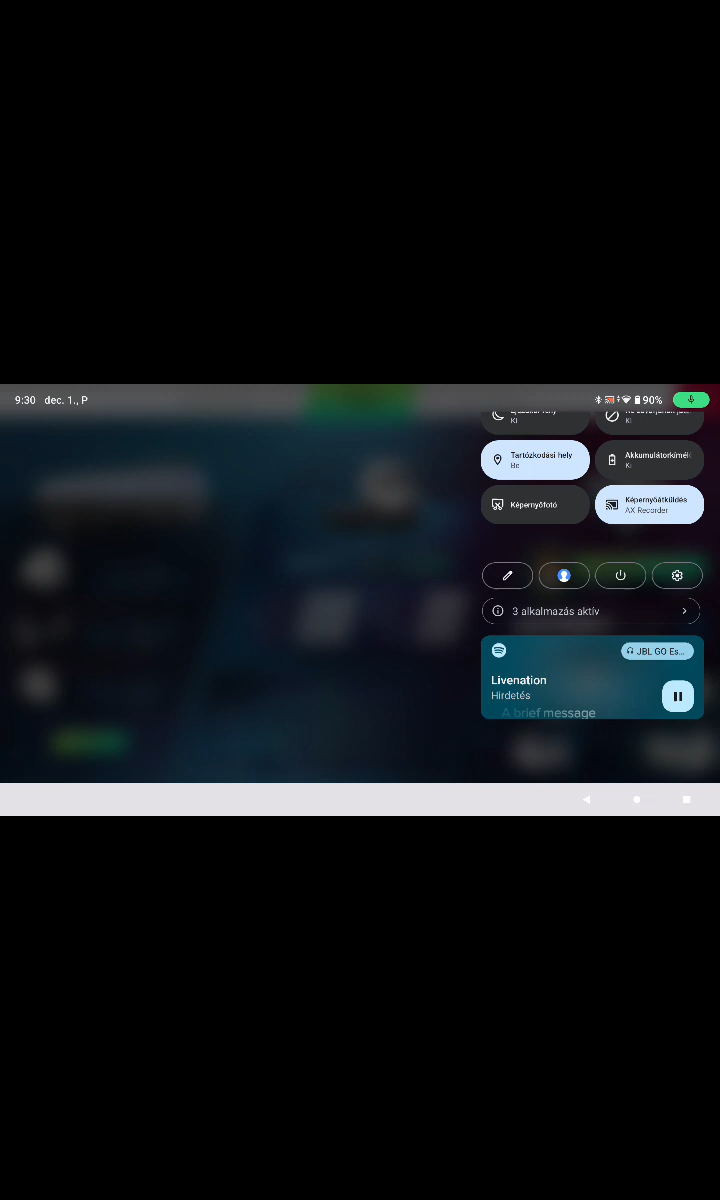 9:30 dec. 1., P
90%
Ki
Ki
Tartózkodási hely
Be
Akkumulátorkímél
Ki
Képernyőfotó
Képernyőátküldés
AX Recorder
3 alkalmazás aktív
JBL GO Es...
Livenation
Hirdetés
A brief message